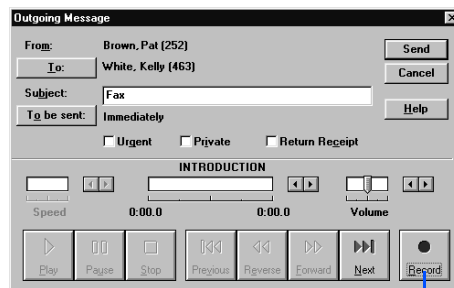 Outgoing Message
From: Brown, Pat (252) Send
To: White, Kelly (463) Cancel
Subject: Fax Help
To be sent: Immediately
Urgent Private Return Receipt
INTRODUCTION
Speed 0:00.0 0:00.0 Volume
Play Pause Stop Previous Reverse Forward Next Record